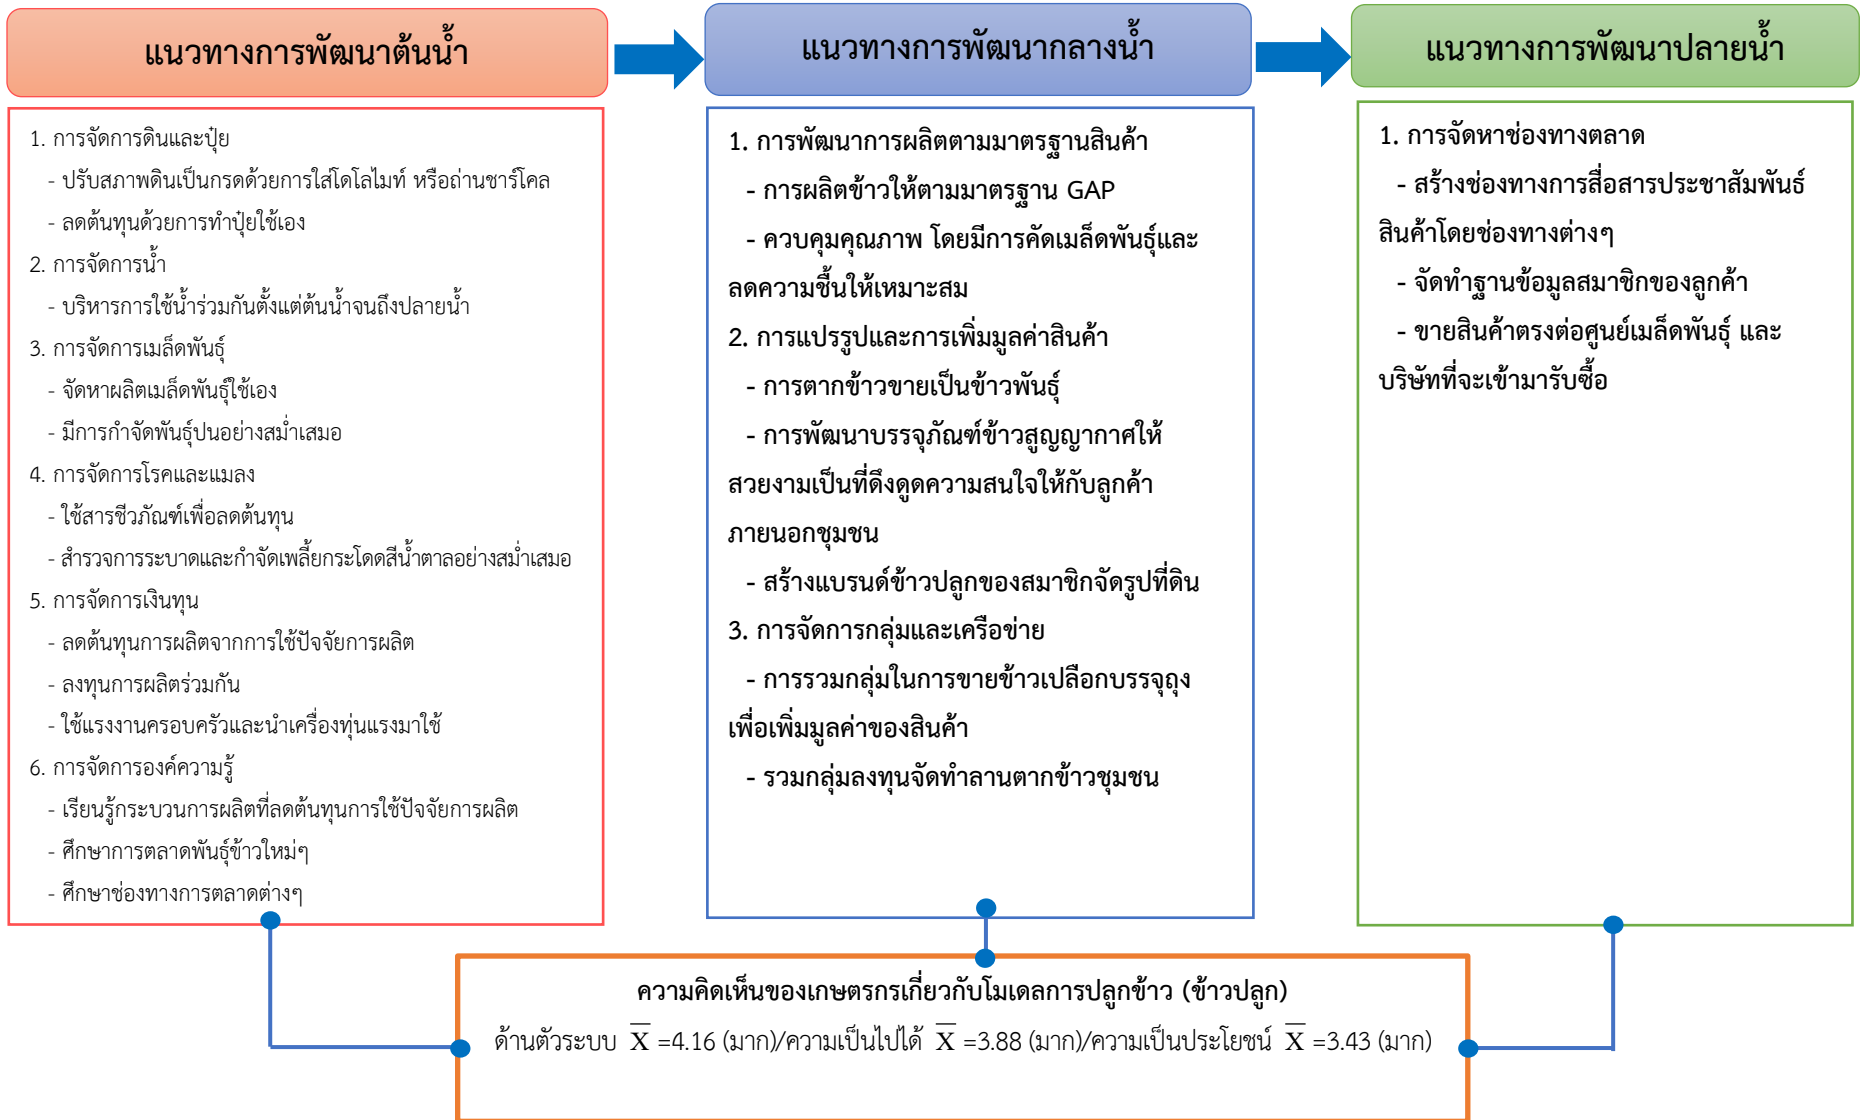 แนวทางการพัฒนาต้นน้ำ
1. การจัดการดินและปุ๋ย
- ปรับสภาพดินเป็นกรดด้วยการใส่โดโลไมท์ หรือถ่านชาร์โคล
- ลดต้นทุนด้วยการทำปุ๋ยใช้เอง
2. การจัดการน้ำ
- บริหารการใช้น้ำร่วมกันตั้งแต่ต้นน้ำจนถึงปลายน้ำ
3. การจัดการเมล็ดพันธุ์
- จัดหาผลิตเมล็ดพันธุ์ใช้เอง
- มีการกำจัดพันธุ์ปนอย่างสม่ำเสมอ
4. การจัดการโรคและแมลง
- ใช้สารชีวภัณฑ์เพื่อลดต้นทุน
- สำรวจการระบาดและกำจัดเพลี้ยกระโดดสีน้ำตาลอย่างสม่ำเสมอ
5. การจัดการเงินทุน
- ลดต้นทุนการผลิตจากการใช้ปัจจัยการผลิต
- ลงทุนการผลิตร่วมกัน
- ใช้แรงงานครอบครัวและนำเครื่องทุ่นแรงมาใช้
6. การจัดการองค์ความรู้
- เรียนรู้กระบวนการผลิตที่ลดต้นทุนการใช้ปัจจัยการผลิต
- ศึกษาการตลาดพันธุ์ข้าวใหม่ๆ
- ศึกษาช่องทางการตลาดต่างๆ
แนวทางการพัฒนากลางน้ำ
1. การพัฒนาการผลิตตามมาตรฐานสินค้า
- การผลิตข้าวให้ตามมาตรฐาน GAP
- ควบคุมคุณภาพ โดยมีการคัดเมล็ดพันธุ์และ
ลดความชื้นให้เหมาะสม
2. การแปรรูปและการเพิ่มมูลค่าสินค้า
- การตากข้าวขายเป็นข้าวพันธุ์
- การพัฒนาบรรจุภัณฑ์ข้าวสูญญากาศให้
สวยงามเป็นที่ดึงดูดความสนใจให้กับลูกค้า
ภายนอกชุมชน
- สร้างแบรนด์ข้าวปลูกของสมาชิกจัดรูปที่ดิน
3. การจัดการกลุ่มและเครือข่าย
- การรวมกลุ่มในการขายข้าวเปลือกบรรจุถุง
เพื่อเพิ่มมูลค่าของสินค้า
- รวมกลุ่มลงทุนจัดทำลานตากข้าวชุมชน
แนวทางการพัฒนาปลายน้ำ
1. การจัดหาช่องทางตลาด
- สร้างช่องทางการสื่อสารประชาสัมพันธ์
สินค้าโดยช่องทางต่างๆ
- จัดทำฐานข้อมูลสมาชิกของลูกค้า
- ขายสินค้าตรงต่อศูนย์เมล็ดพันธุ์ และ
บริษัทที่จะเข้ามารับซื้อ
ความคิดเห็นของเกษตรกรเกี่ยวกับโมเดลการปลูกข้าว (ข้าวปลูก)
ด้านตัวระบบ X̄ =4.16 (มาก)/ความเป็นไปได้ X̄ =3.88 (มาก)/ความเป็นประโยชน์ X̄ =3.43 (มาก)